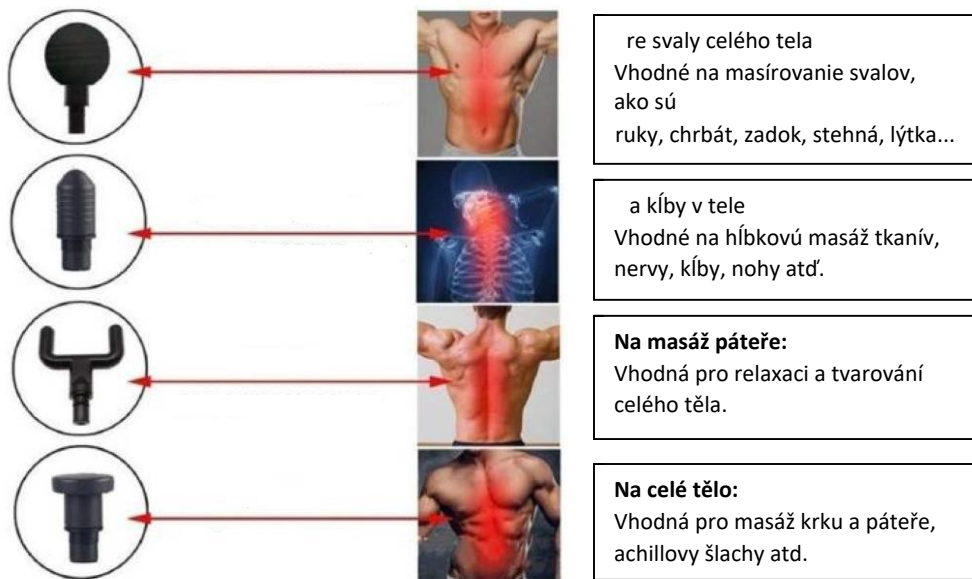 re svaly celého tela
Vhodné na masírovanie svalov,
ako sú
ruky, chrbát, zadok, stehná, lýtka...
a kĺby v tele
Vhodné na hĺbkovú masáž tkanív,
nervy, kĺby, nohy atď.
Na masáž páteře:
Vhodná pro relaxaci a tvarování
celého těla.
Na celé tělo:
Vhodná pro masáž krku a páteře,
achillovy šlachy atd.